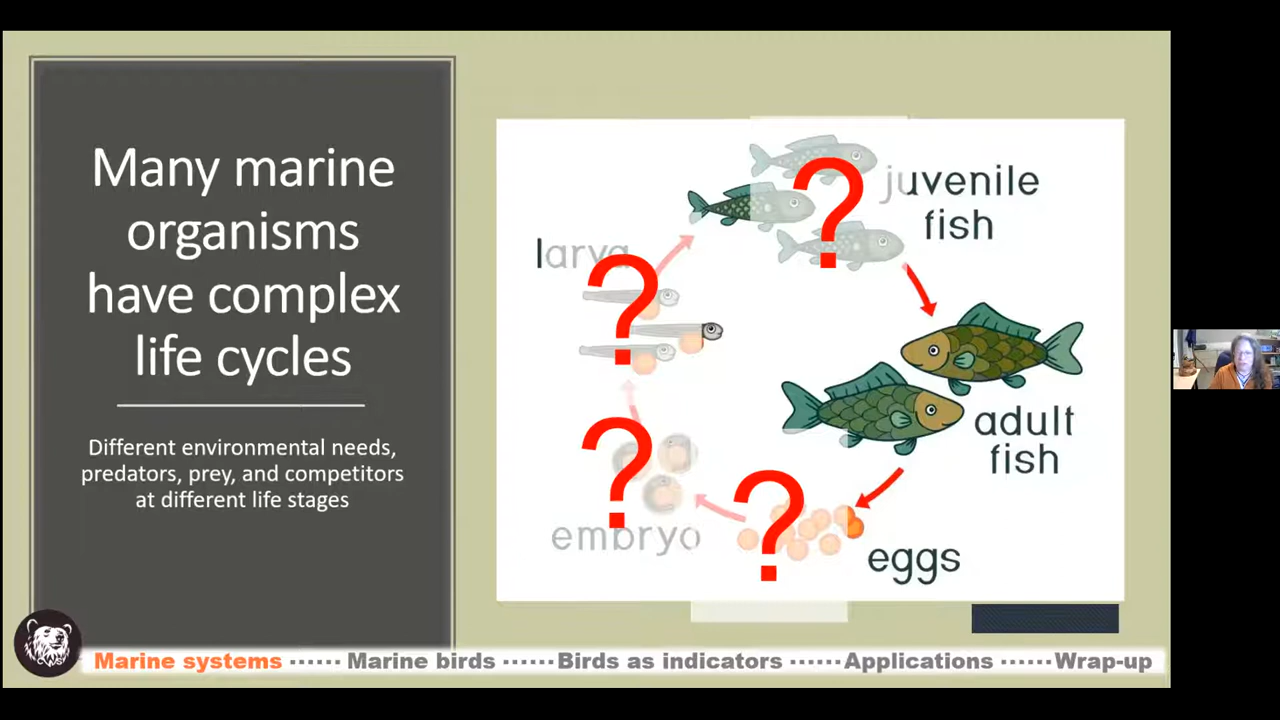 Many marine
organisms
have complex
life cycles
Different environmental needs,
predators, prey, and competitors
at different life stages
juvenile
fish
larva
adult
fish
embryo
eggs
? ? ? ?
Marine systems ······ Marine birds ······ Birds as indicators ······ Applications ······ Wrap-up